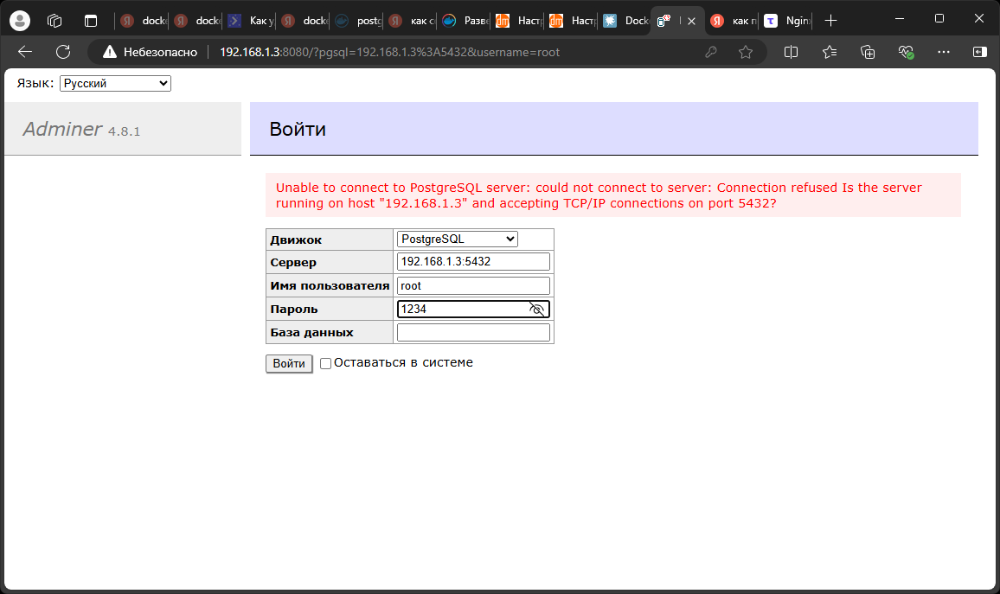 docke
docke
Как у
docke
postg
как со
Разве
Настр
Настр
Dock
как п
Nginx
Небезопасно
192.168.1.3:8080/?pgsql=192.168.1.3%3A5432&username=root
Язык: Русский
Adminer 4.8.1
Войти
Unable to connect to PostgreSQL server: could not connect to server: Connection refused Is the server
running on host "192.168.1.3" and accepting TCP/IP connections on port 5432?
Движок PostgreSQL
Сервер 192.168.1.3:5432
Имя пользователя root
Пароль 1234
База данных
Войти Оставаться в системе